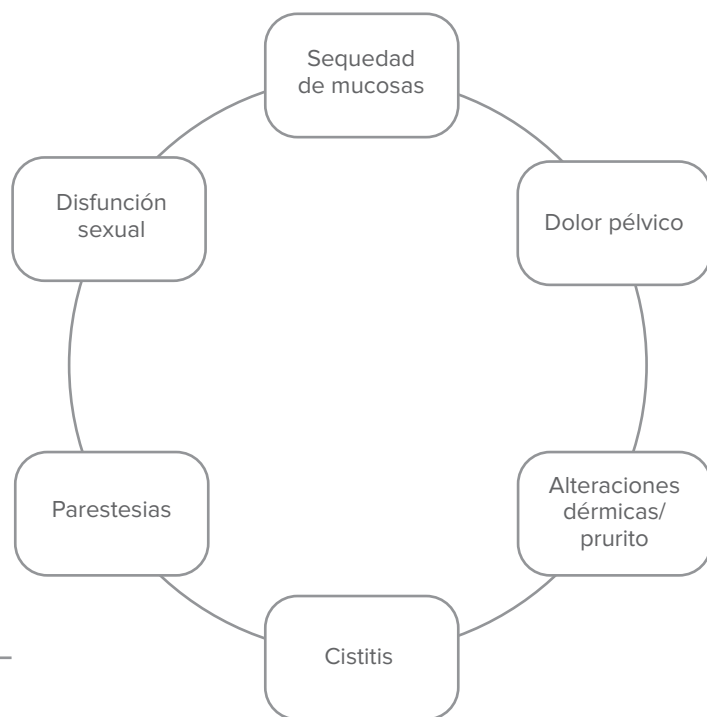 Sequedad
de mucosas
Disfunción
sexual
Dolor pélvico
Parestesias
Alteraciones
dérmicas/
prurito
Cistitis